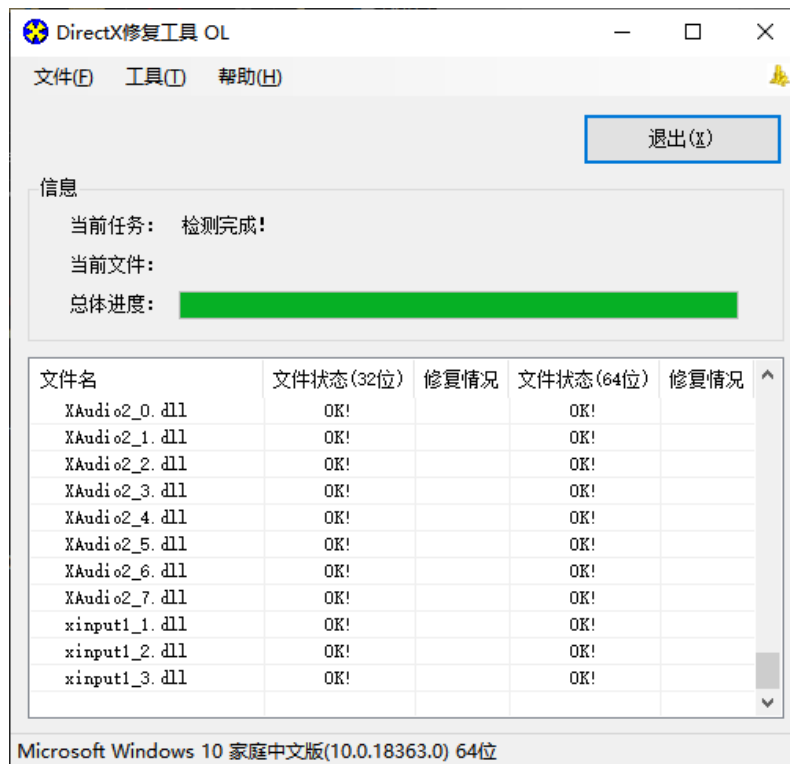 DirectX修复工具 OL
文件(F) 工具(T) 帮助(H)
退出(X)
信息
当前任务： 检测完成!
当前文件：
总体进度：
文件名 文件状态(32位) 修复情况 文件状态(64位) 修复情况
XAudio2_0.dll OK! OK!
XAudio2_1.dll OK! OK!
XAudio2_2.dll OK! OK!
XAudio2_3.dll OK! OK!
XAudio2_4.dll OK! OK!
XAudio2_5.dll OK! OK!
XAudio2_6.dll OK! OK!
XAudio2_7.dll OK! OK!
xinput1_1.dll OK! OK!
xinput1_2.dll OK! OK!
xinput1_3.dll OK! OK!
Microsoft Windows 10 家庭中文版(10.0.18363.0) 64位